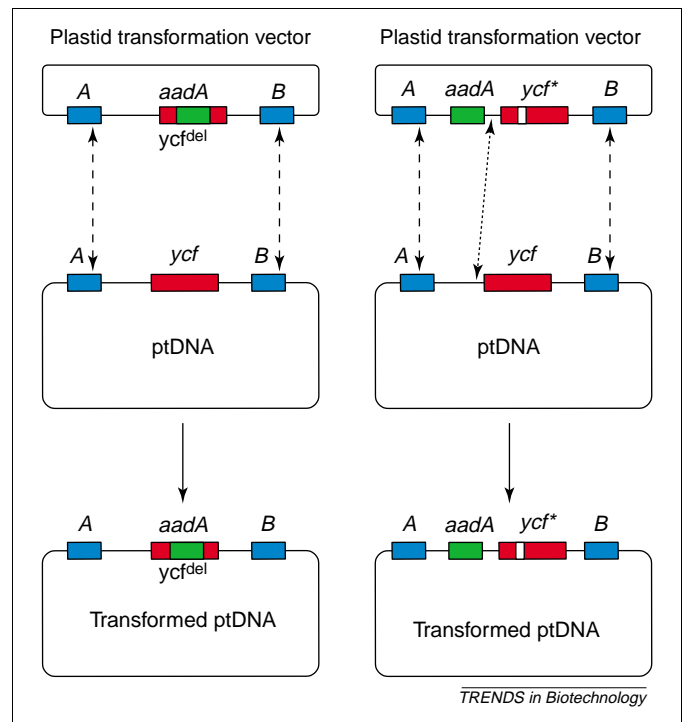 Plastid transformation vector
A aadA B
ycfdel
A ycf B
ptDNA
A aadA B
ycfdel
Transformed ptDNA
Plastid transformation vector
A aadA ycf* B
A ycf B
ptDNA
A aadA ycf* B
Transformed ptDNA
TRENDS in Biotechnology